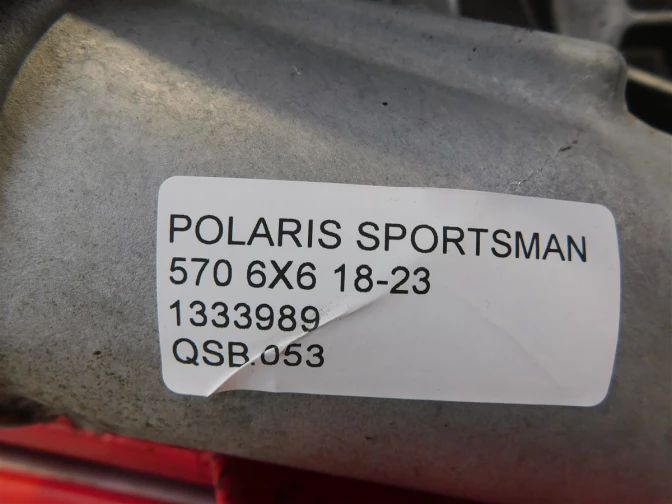 POLARIS SPORTSMAN
570 6X6 18-23
1333989
QSB.053